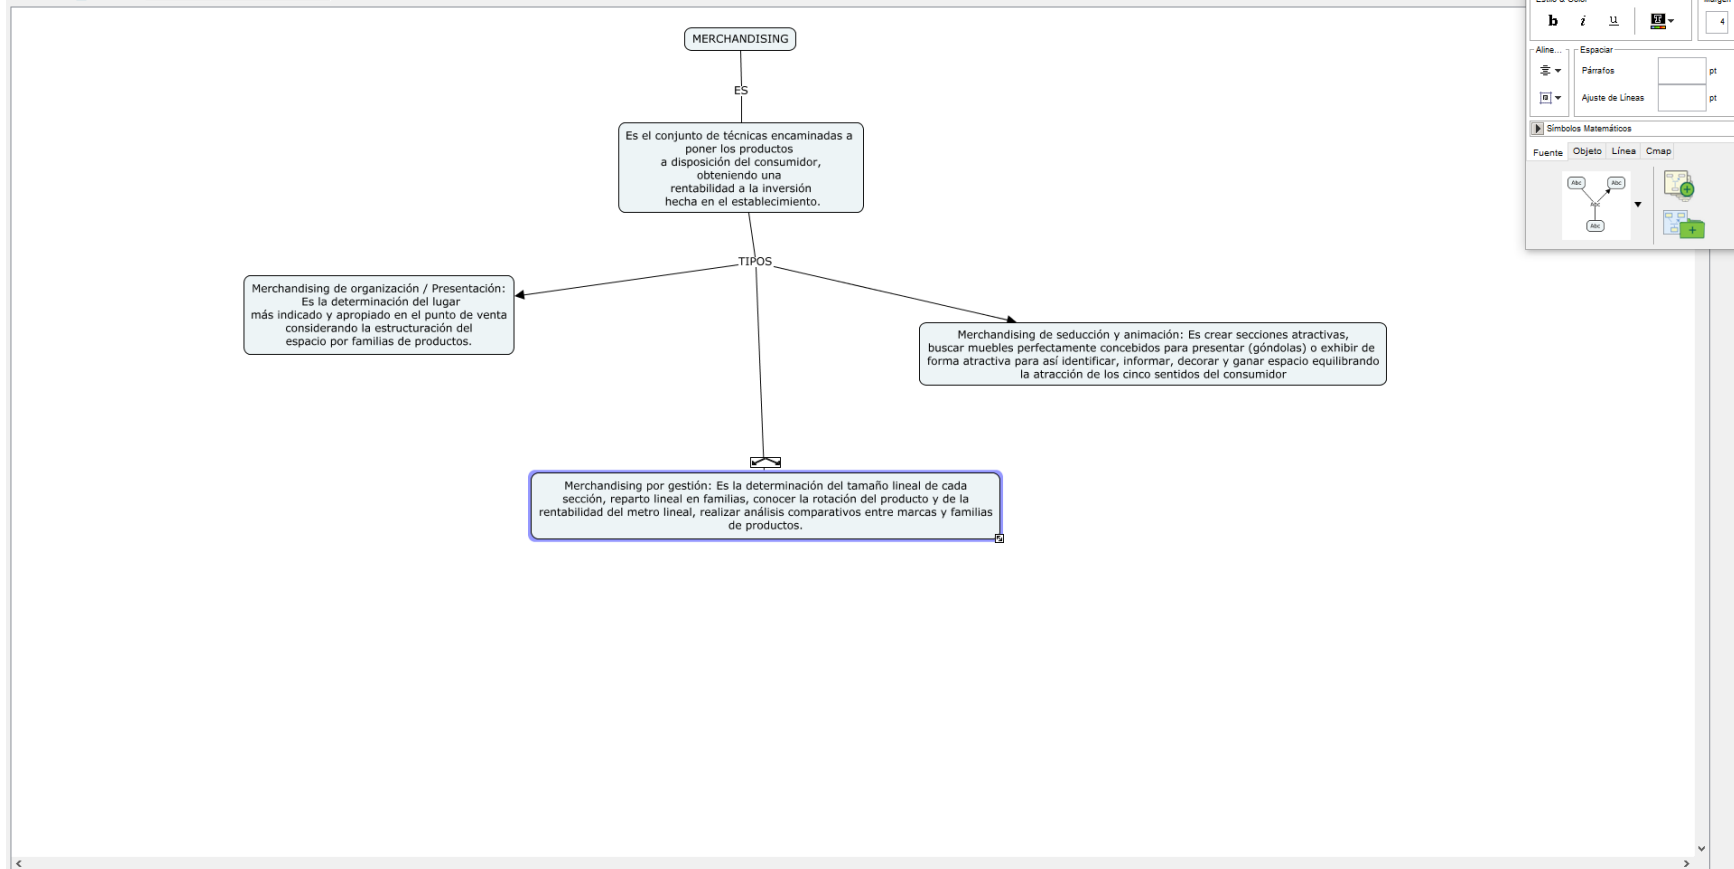 MERCHANDISING
ES
Es el conjunto de técnicas encaminadas a
poner los productos
a disposición del consumidor,
obteniendo una
rentabilidad a la inversión
hecha en el establecimiento.
TIPOS
Merchandising de organización / Presentación:
Es la determinación del lugar
más indicado y apropiado en el punto de venta
considerando la estructuración del
espacio por familias de productos.
Merchandising de seducción y animación: Es crear secciones atractivas,
buscar muebles perfectamente concebidos para presentar (góndolas) o exhibir de
forma atractiva para así identificar, informar, decorar y ganar espacio equilibrando
la atracción de los cinco sentidos del consumidor
Merchandising por gestión: Es la determinación del tamaño lineal de cada
sección, reparto lineal en familias, conocer la rotación del producto y de la
rentabilidad del metro lineal, realizar análisis comparativos entre marcas y familias
de productos.
b i u T 4
Aline... Espaciar
Párrafos pt
Ajuste de Líneas pt
Símbolos Matemáticos
Fuente Objeto Línea Cmap
Abc Abc
Abc
Abc